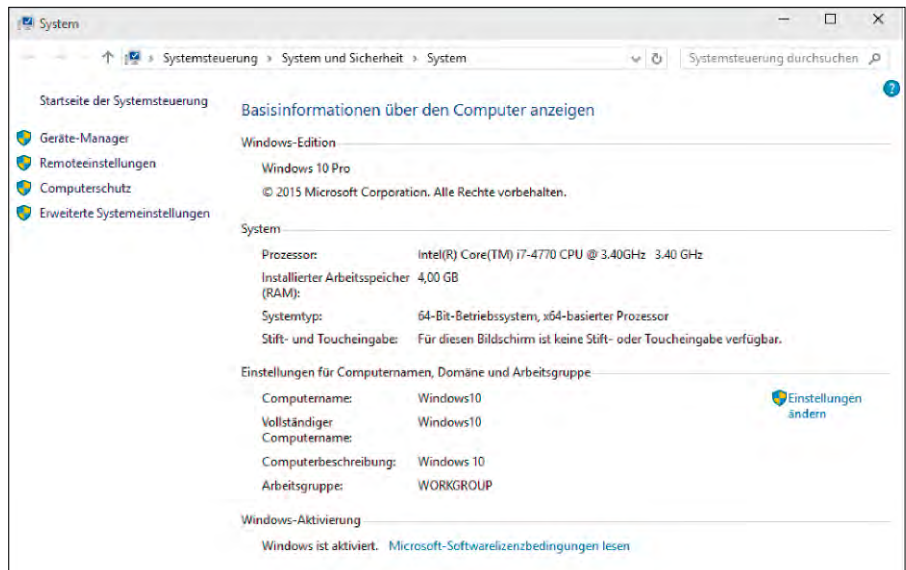 System
Systemsteuerung › System und Sicherheit › System
Systemsteuerung durchsuchen
Startseite der Systemsteuerung
Geräte-Manager
Remoteeinstellungen
Computerschutz
Erweiterte Systemeinstellungen
?
Basisinformationen über den Computer anzeigen
Windows-Edition
Windows 10 Pro
© 2015 Microsoft Corporation. Alle Rechte vorbehalten.
System
Prozessor: Intel(R) Core(TM) i7-4770 CPU @ 3.40GHz 3.40 GHz
Installierter Arbeitsspeicher 4,00 GB
(RAM):
Systemtyp: 64-Bit-Betriebssystem, x64-basierter Prozessor
Stift- und Toucheingabe: Für diesen Bildschirm ist keine Stift- oder Toucheingabe verfügbar.
Einstellungen für Computernamen, Domäne und Arbeitsgruppe
Computername: Windows10
Einstellungen
ändern
Vollständiger Windows10
Computername:
Computerbeschreibung: Windows 10
Arbeitsgruppe: WORKGROUP
Windows-Aktivierung
Windows ist aktiviert. Microsoft-Softwarelizenzbedingungen lesen